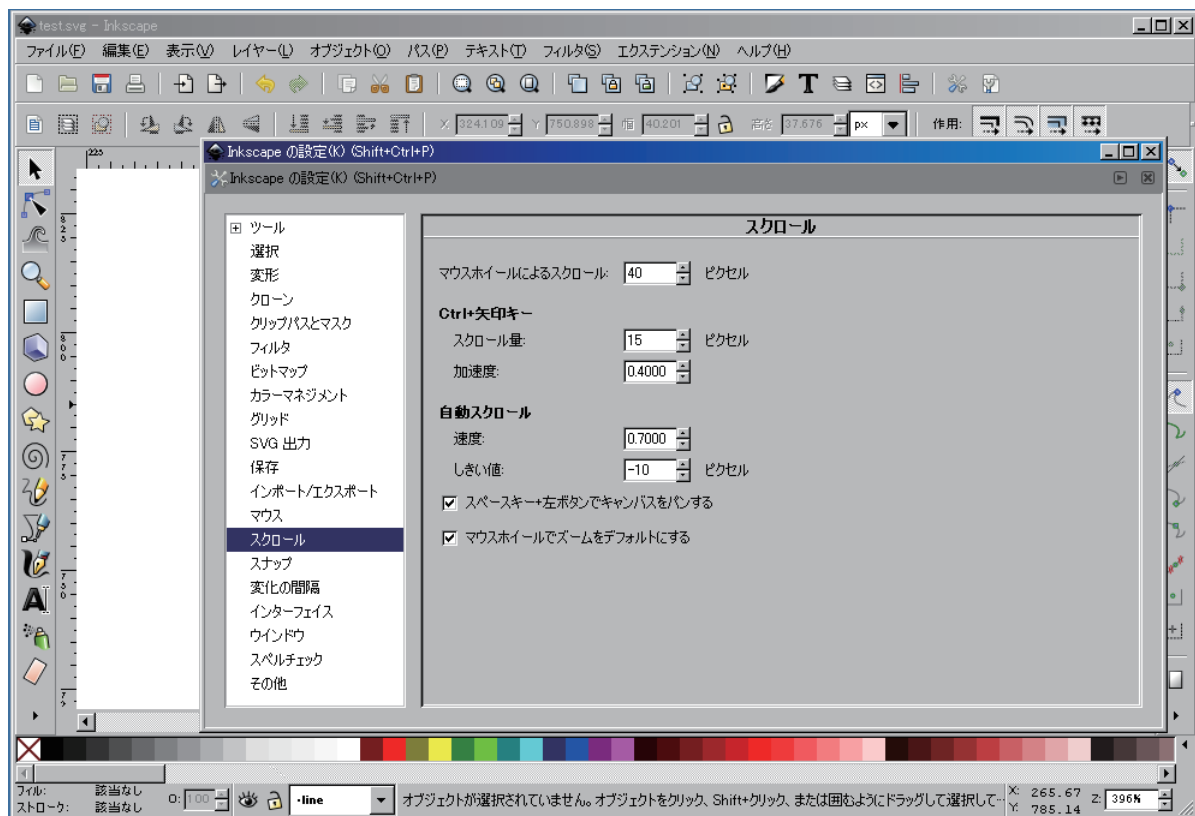 test.svg - Inkscape
ファイル(F) 編集(E) 表示(V) レイヤー(L) オブジェクト(O) パス(P) テキスト(T) フィルタ(S) エクステンション(N) ヘルプ(H)
X 324.109 Y 750.898 幅 40.201 高さ 37.676 px 作用:
225
Inkscape の設定(K) (Shift+Ctrl+P)
Inkscape の設定(K) (Shift+Ctrl+P)
ツール
選択
変形
クローン
クリップパスとマスク
フィルタ
ビットマップ
カラーマネジメント
グリッド
SVG 出力
保存
インポート/エクスポート
マウス
スクロール
スナップ
変化の間隔
インターフェイス
ウインドウ
スペルチェック
その他
スクロール
マウスホイールによるスクロール: 40 ピクセル
Ctrl+矢印キー
スクロール量: 15 ピクセル
加速度: 0.4000
自動スクロール
速度: 0.7000
しきい値: -10 ピクセル
スペースキー+左ボタンでキャンバスをパンする
マウスホイールでズームをデフォルトにする
825
800
775
750
フィル: 該当なし
ストローク: 該当なし
O: 100
·line
オブジェクトが選択されていません。オブジェクトをクリック、Shift+クリック、または囲むようにドラッグして選択して…
X: 265.67
Y: 785.14
Z: 396%